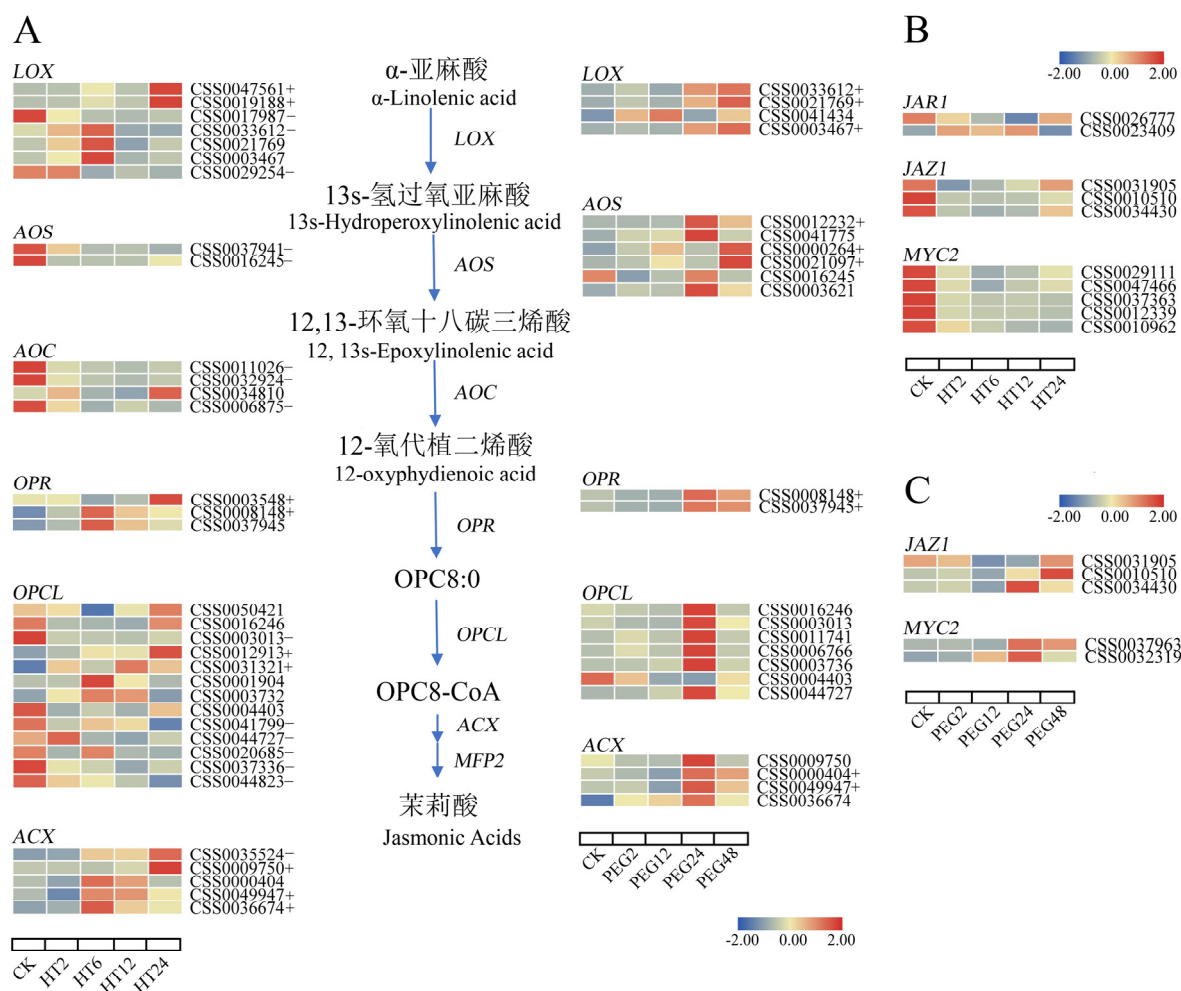 A
LOX
CSS0047561+
CSS0019188+
CSS0017987−
CSS0033612−
CSS0021769
CSS0003467
CSS0029254−
AOS
CSS0037941−
CSS0016245−
AOC
CSS0011026−
CSS0032924−
CSS0034810
CSS0006875−
OPR
CSS0003548+
CSS0008148+
CSS0037945
OPCL
CSS0050421
CSS0016246
CSS0003013−
CSS0012913+
CSS0031321+
CSS0001904
CSS0003732
CSS0004403
CSS0041799−
CSS0044727−
CSS0020685−
CSS0037336−
CSS0044823−
ACX
CSS0035524−
CSS0009750+
CSS0000404
CSS0049947+
CSS0036674+
CK HT2 HT6 HT12 HT24
α-亚麻酸
α-Linolenic acid
LOX
13s-氢过氧亚麻酸
13s-Hydroperoxylinolenic acid
AOS
12,13-环氧十八碳三烯酸
12, 13s-Epoxylinolenic acid
AOC
12-氧代植二烯酸
12-oxyphydienoic acid
OPR
OPC8:0
OPCL
OPC8-CoA
ACX
MFP2
茉莉酸
Jasmonic Acids
LOX
CSS0033612+
CSS0021769+
CSS0041434
CSS0003467+
AOS
CSS0012232+
CSS0041775
CSS0000264+
CSS0021097+
CSS0016245
CSS0003621
OPR
CSS0008148+
CSS0037945+
OPCL
CSS0016246
CSS0003013
CSS0011741
CSS0006766
CSS0003736
CSS0004403
CSS0044727
ACX
CSS0009750
CSS0000404+
CSS0049947+
CSS0036674
CK PEG2 PEG12 PEG24 PEG48
-2.00 0.00 2.00
B
-2.00 2.00
JAR1
CSS0026777
CSS0023409
JAZ1
CSS0031905
CSS0010510
CSS0034430
MYC2
CSS0029111
CSS0047466
CSS0037363
CSS0012339
CSS0010962
CK HT2 HT6 HT12 HT24
C
-2.00 0.00 2.00
JAZ1
CSS0031905
CSS0010510
CSS0034430
MYC2
CSS0037963
CSS0032319
CK PEG2 PEG12 PEG24 PEG48